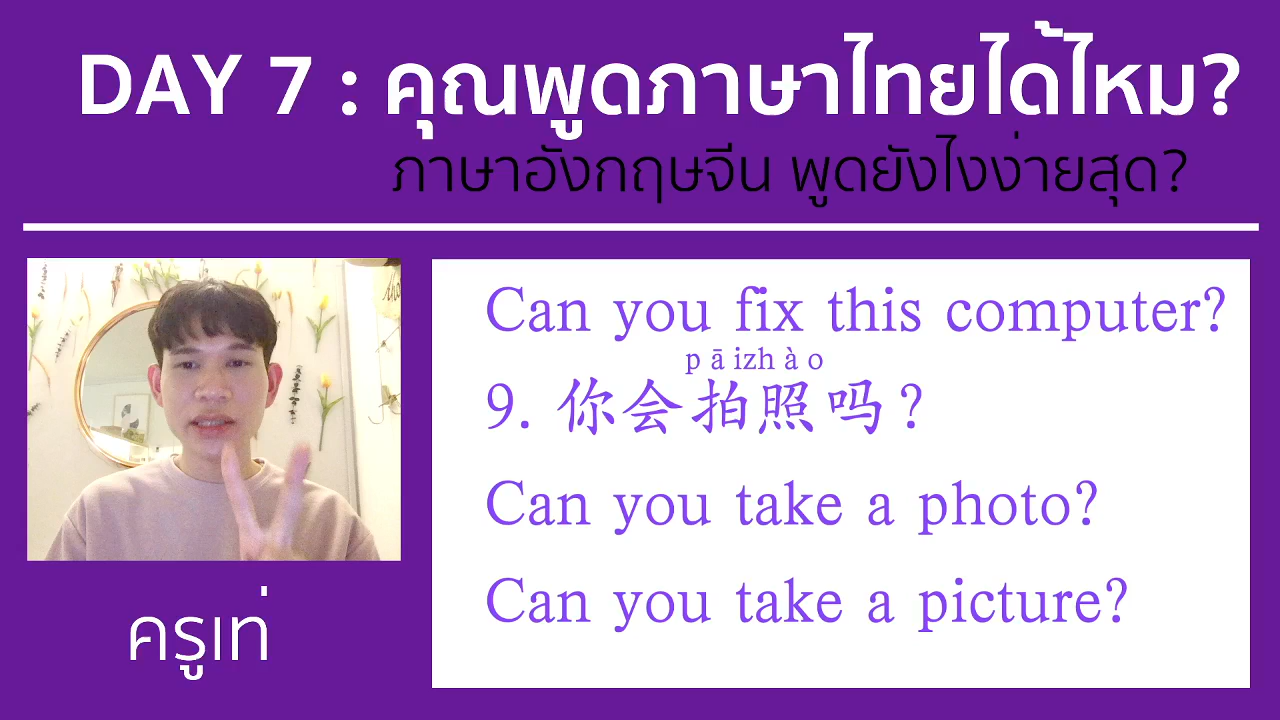 DAY 7 : คุณพูดภาษาไทยได้ไหม?
ภาษาอังกฤษจีน พูดยังไงง่ายสุด?
Can you fix this computer?
pāizhào
9. 你会拍照吗？
Can you take a photo?
Can you take a picture?
ครูเท่